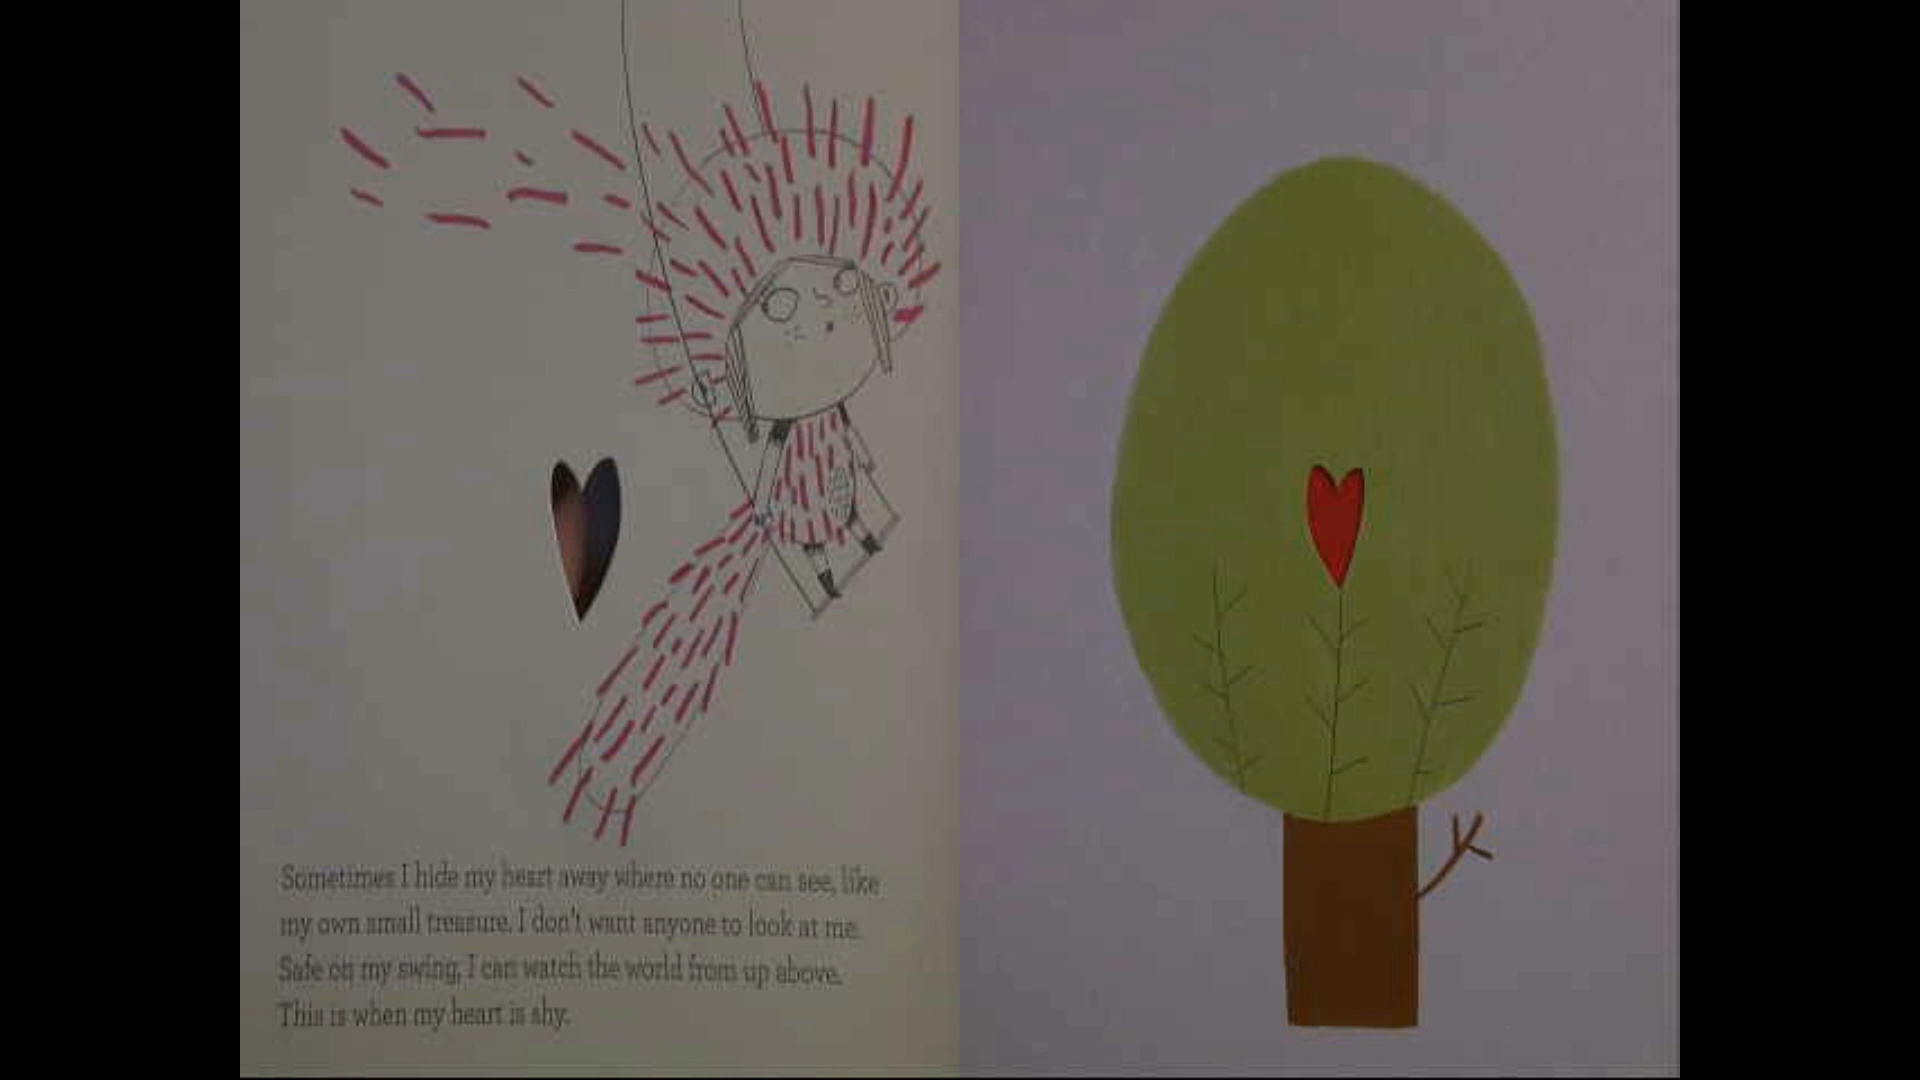 Sometimes I hide my heart away where no one can see, like
my own small treasure. I don't want anyone to look at me.
Safe on my swing, I can watch the world from up above.
This is when my heart is shy.